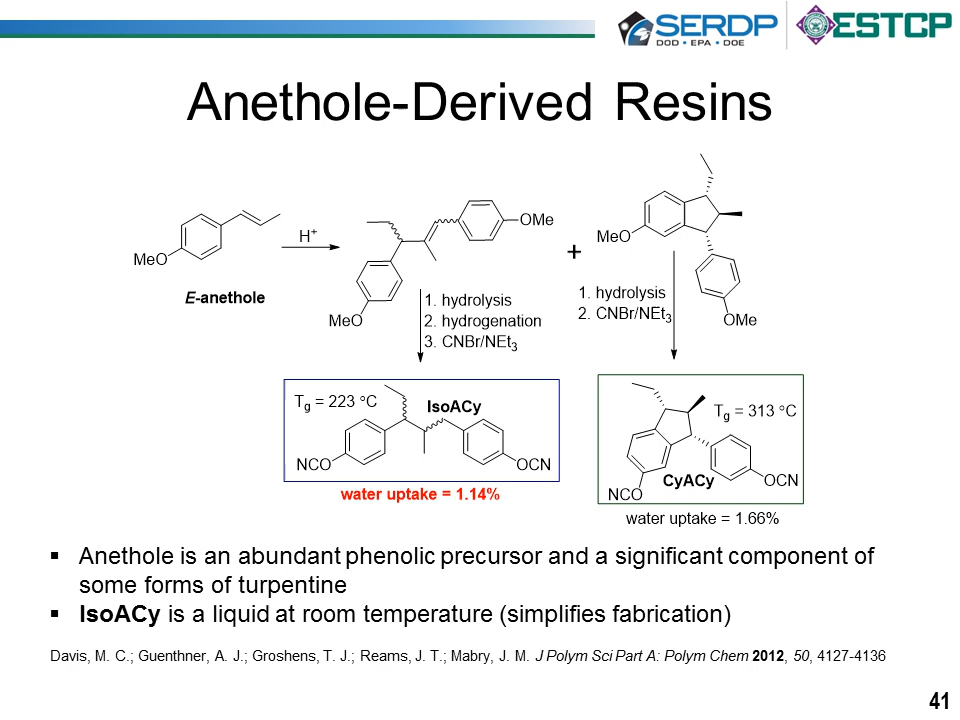 SERDP
DOD • EPA • DOE
ESTCP
Anethole-Derived Resins
MeO
E-anethole
H+
OMe
MeO
+
MeO
OMe
1. hydrolysis
2. hydrogenation
3. CNBr/NEt3
1. hydrolysis
2. CNBr/NEt3
Tg = 223 °C
IsoACy
NCO
OCN
water uptake = 1.14%
Tg = 313 °C
CyACy
NCO
OCN
water uptake = 1.66%
▪ Anethole is an abundant phenolic precursor and a significant component of
some forms of turpentine
▪ IsoACy is a liquid at room temperature (simplifies fabrication)
Davis, M. C.; Guenthner, A. J.; Groshens, T. J.; Reams, J. T.; Mabry, J. M. J Polym Sci Part A: Polym Chem 2012, 50, 4127-4136
41